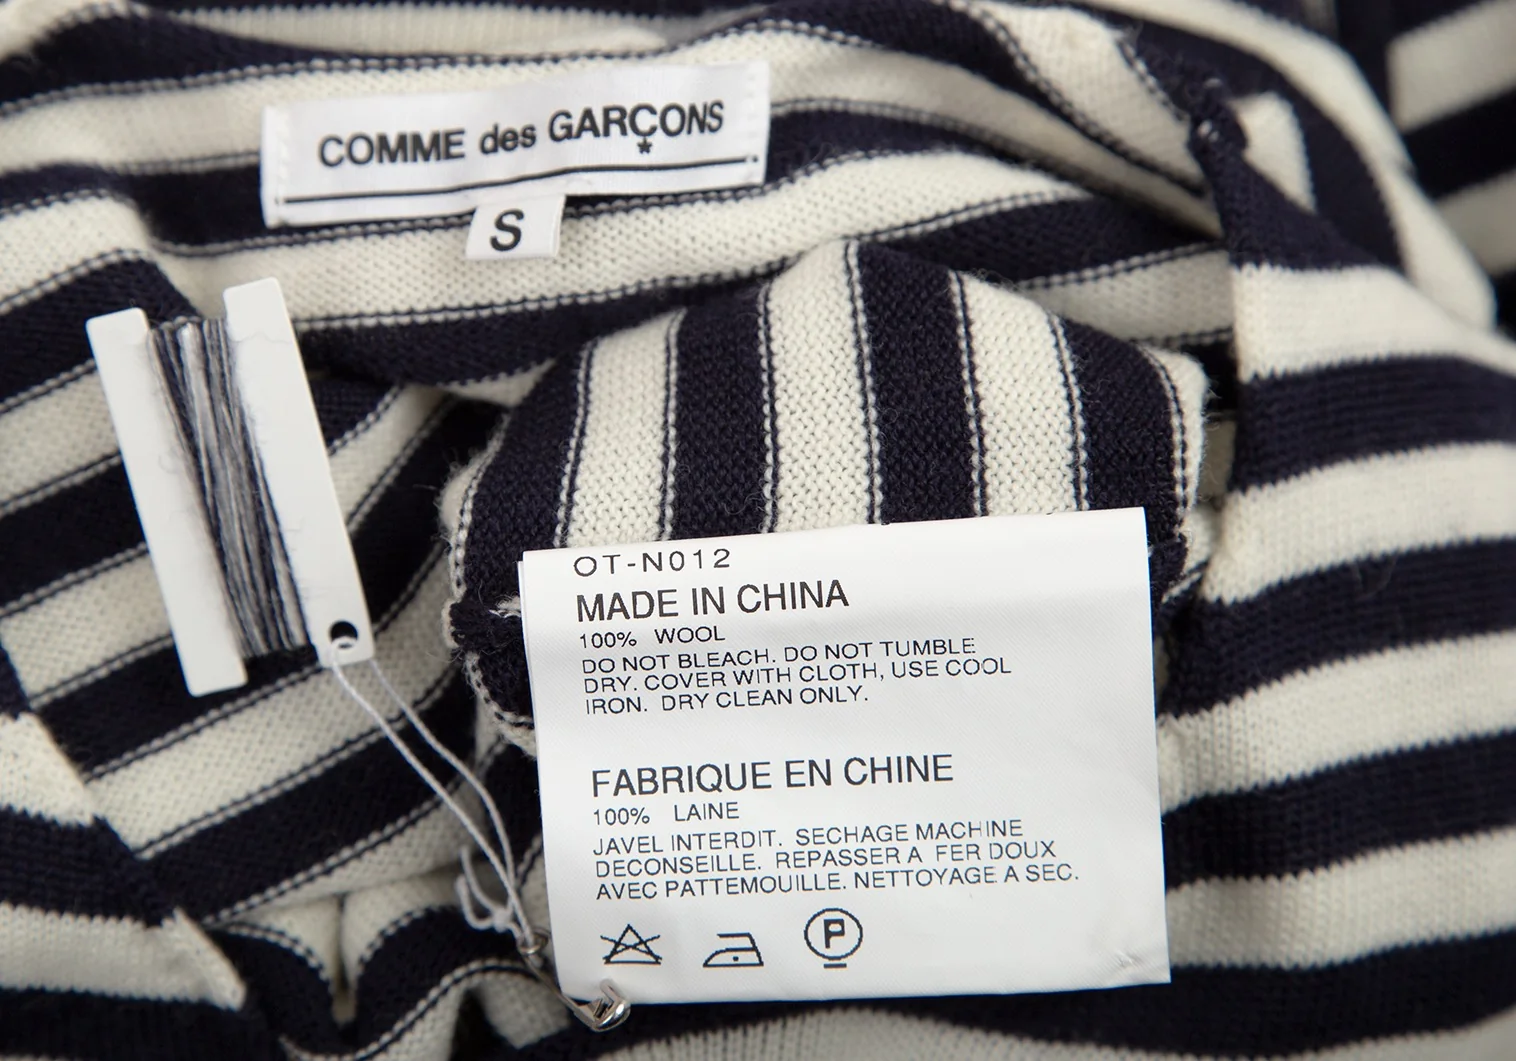 COMME des GARÇONS
*
S
OT-N012
MADE IN CHINA
100% WOOL
DO NOT BLEACH. DO NOT TUMBLE
DRY. COVER WITH CLOTH, USE COOL
IRON. DRY CLEAN ONLY.
FABRIQUE EN CHINE
100% LAINE
JAVEL INTERDIT. SECHAGE MACHINE
DECONSEILLE. REPASSER A FER DOUX
AVEC PATTEMOUILLE. NETTOYAGE A SEC.
P